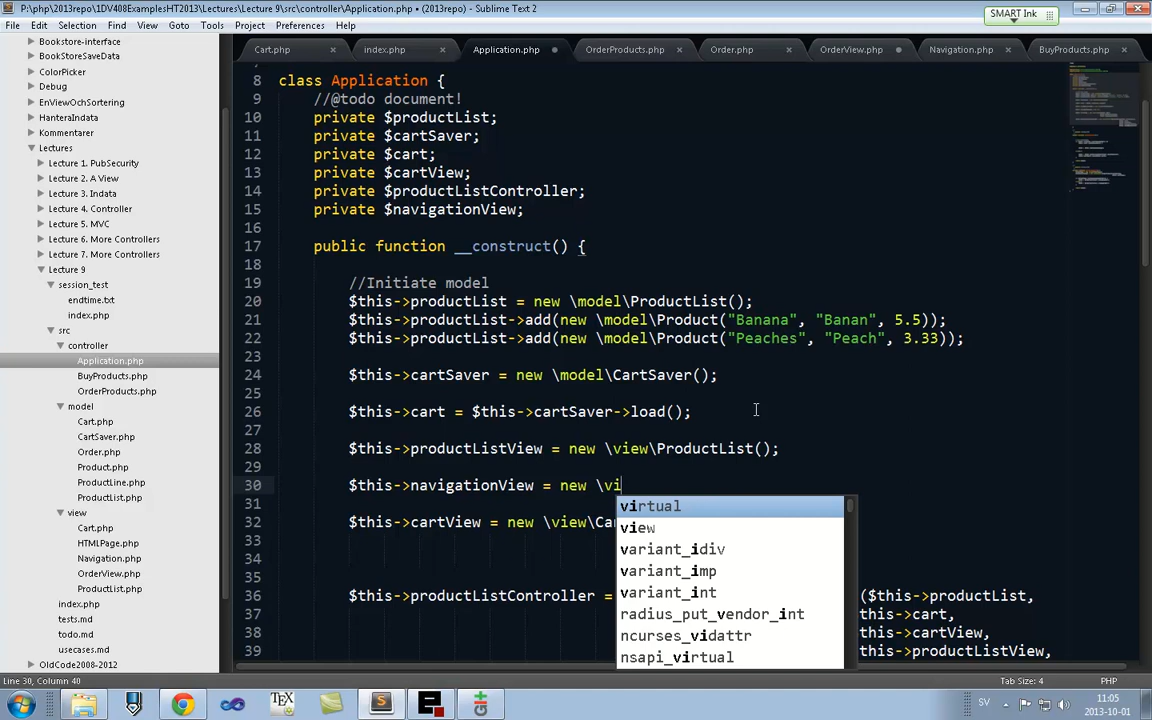 P:\php\2013repo\1DV408ExamplesHT2013\Lectures\Lecture 9\src\controller\Application.php • (2013repo) - Sublime Text 2
SMART Ink
File Edit Selection Find View Goto Tools Project Preferences Help
Bookstore-interface
BookStoreSaveData
ColorPicker
Debug
EnViewOchSortering
HanteraIndata
Kommentarer
Lectures
Lecture 1. PubSecurity
Lecture 2. A View
Lecture 3. Indata
Lecture 4. Controller
Lecture 5. MVC
Lecture 6. More Controllers
Lecture 7. More Controllers
Lecture 9
session_test
endtime.txt
index.php
src
controller
Application.php
BuyProducts.php
OrderProducts.php
model
Cart.php
CartSaver.php
Order.php
Product.php
ProductLine.php
ProductList.php
view
Cart.php
HTMLPage.php
Navigation.php
OrderView.php
ProductList.php
index.php
tests.md
todo.md
usecases.md
OldCode2008-2012
Cart.php index.php Application.php OrderProducts.php Order.php OrderView.php Navigation.php BuyProducts.php
8 class Application {
9 //@todo document!
10 private $productList;
11 private $cartSaver;
12 private $cart;
13 private $cartView;
14 private $productListController;
15 private $navigationView;
16
17 public function __construct() {
18
19 //Initiate model
20 $this->productList = new \model\ProductList();
21 $this->productList->add(new \model\Product("Banana", "Banan", 5.5));
22 $this->productList->add(new \model\Product("Peaches", "Peach", 3.33));
23
24 $this->cartSaver = new \model\CartSaver();
25
26 $this->cart = $this->cartSaver->load();
27
28 $this->productListView = new \view\ProductList();
29
30 $this->navigationView = new \vi
31
32 $this->cartView = new \view\Ca
33
34
35
36 $this->productListController = ($this->productList,
37 this->cart,
38 this->cartView,
39 this->productListView,
virtual
view
variant_idiv
variant_imp
variant_int
radius_put_vendor_int
ncurses_vidattr
nsapi_virtual
Line 30, Column 40
Tab Size: 4 PHP
SV
11:05
2013-10-01